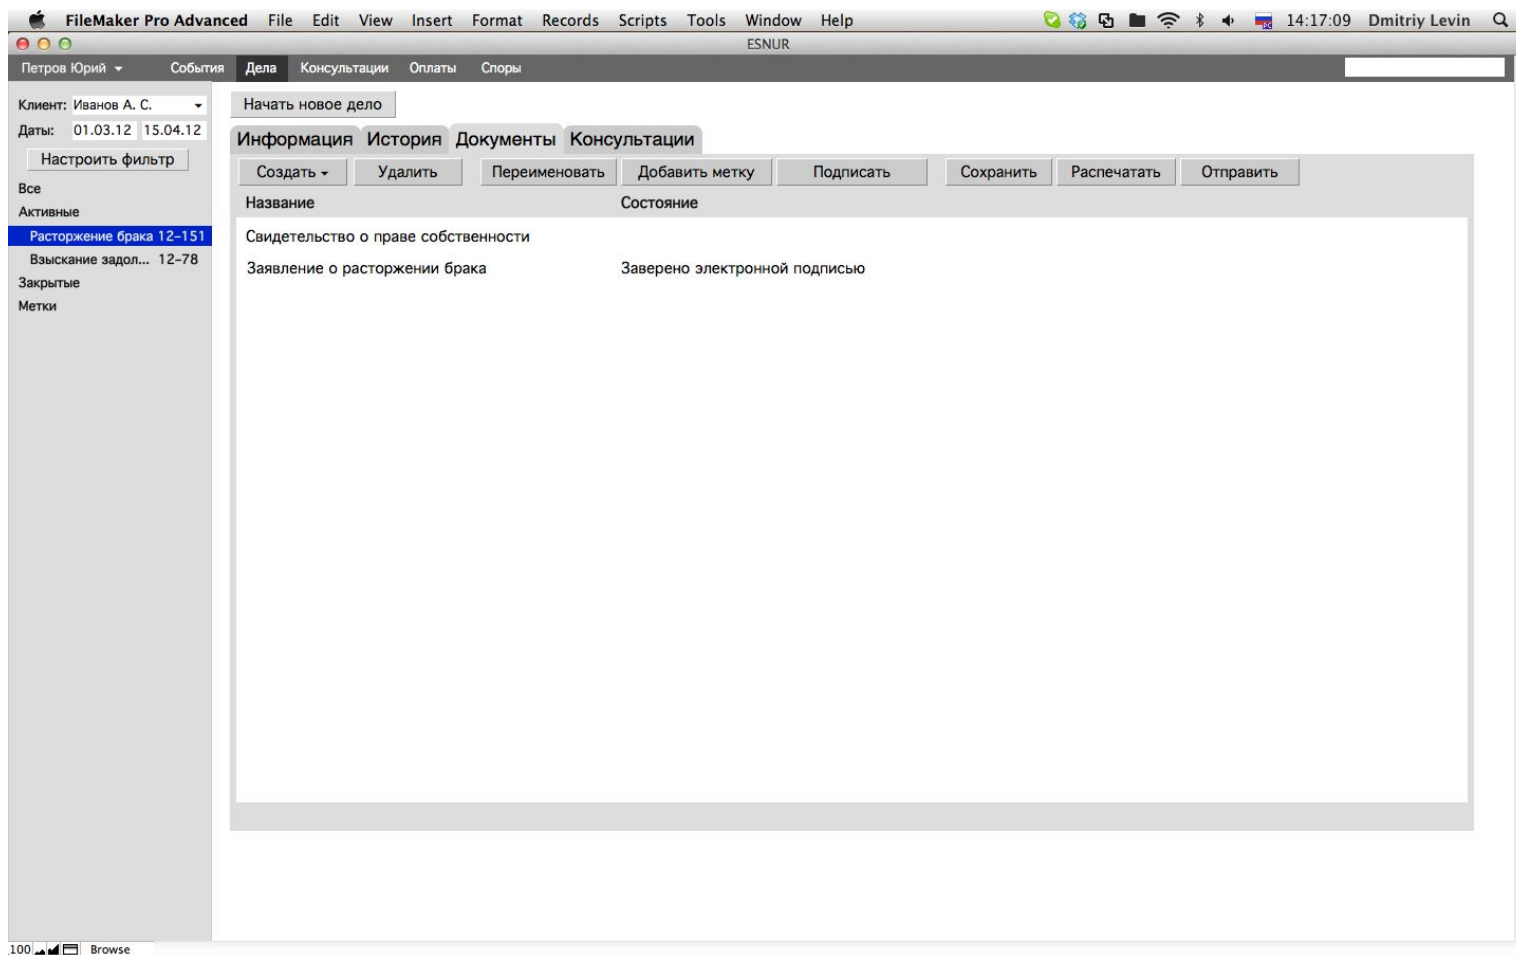 FileMaker Pro Advanced File Edit View Insert Format Records Scripts Tools Window Help 14:17:09 Dmitriy Levin
ESNUR
Петров Юрий События Дела Консультации Оплаты Споры
Клиент: Иванов А. С.
Даты: 01.03.12 15.04.12
Настроить фильтр
Все
Активные
Расторжение брака 12-151
Взыскание задол... 12-78
Закрытые
Метки
Начать новое дело
Информация История Документы Консультации
Создать Удалить Переименовать Добавить метку Подписать Сохранить Распечатать Отправить
Название Состояние
Свидетельство о праве собственности
Заявление о расторжении брака Заверено электронной подписью
100 Browse